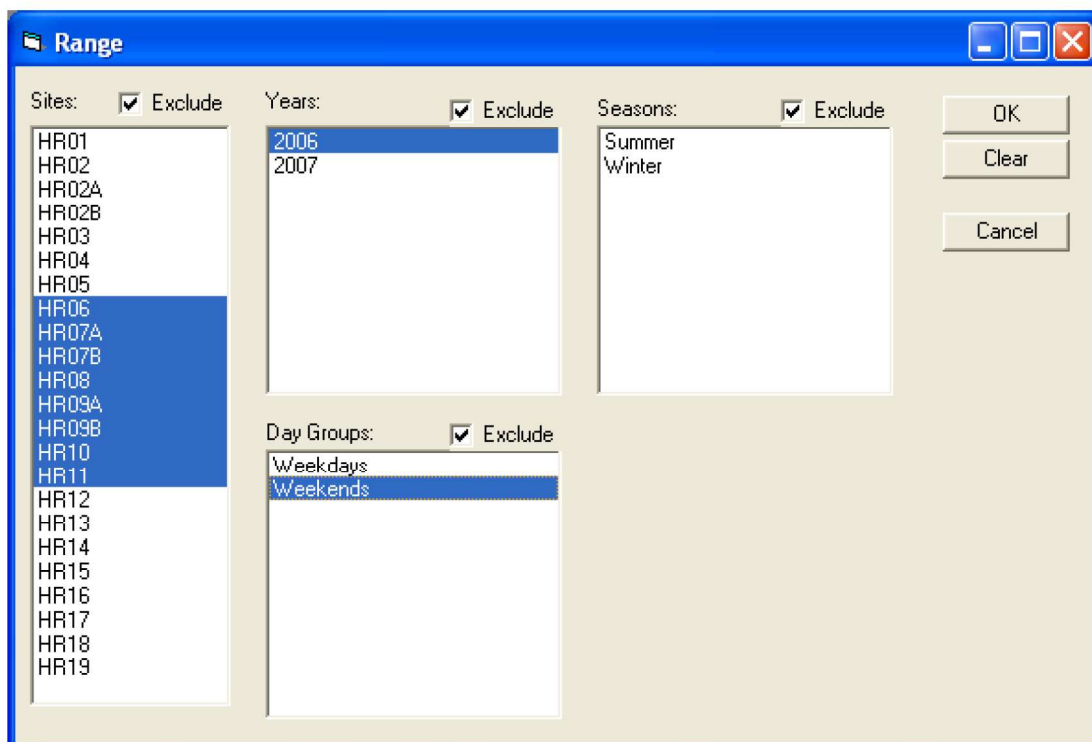 Range
Sites:
Exclude
HR01
HR02
HR02A
HR02B
HR03
HR04
HR05
HR06
HR07A
HR07B
HR08
HR09A
HR09B
HR10
HR11
HR12
HR13
HR14
HR15
HR16
HR17
HR18
HR19
Years:
Exclude
2006
2007
Day Groups:
Exclude
Weekdays
Weekends
Seasons:
Exclude
Summer
Winter
OK
Clear
Cancel